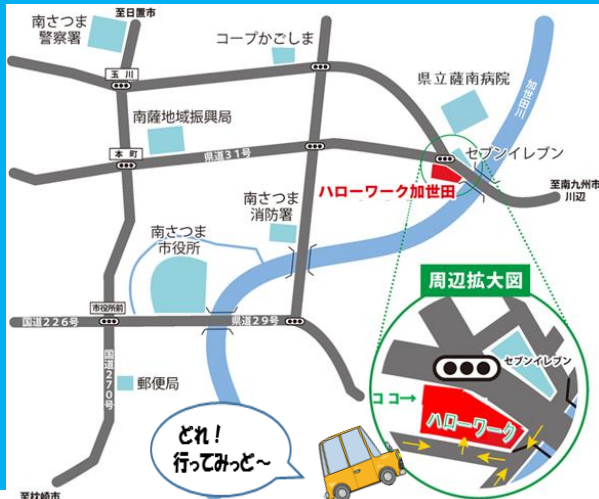 至日置市
南さつま
警察署
コープかごしま
玉川
県立薩南病院
加世田川
南薩地域振興局
本町
県道31号
セブンイレブン
ハローワーク加世田
至南九州市
川辺
南さつま
消防署
南さつま
市役所
周辺拡大図
市役所前
国道226号
県道29号
セブンイレブン
国道270号
郵便局
ココ→
ハローワーク
どれ!
行ってみっど～
至枕崎市